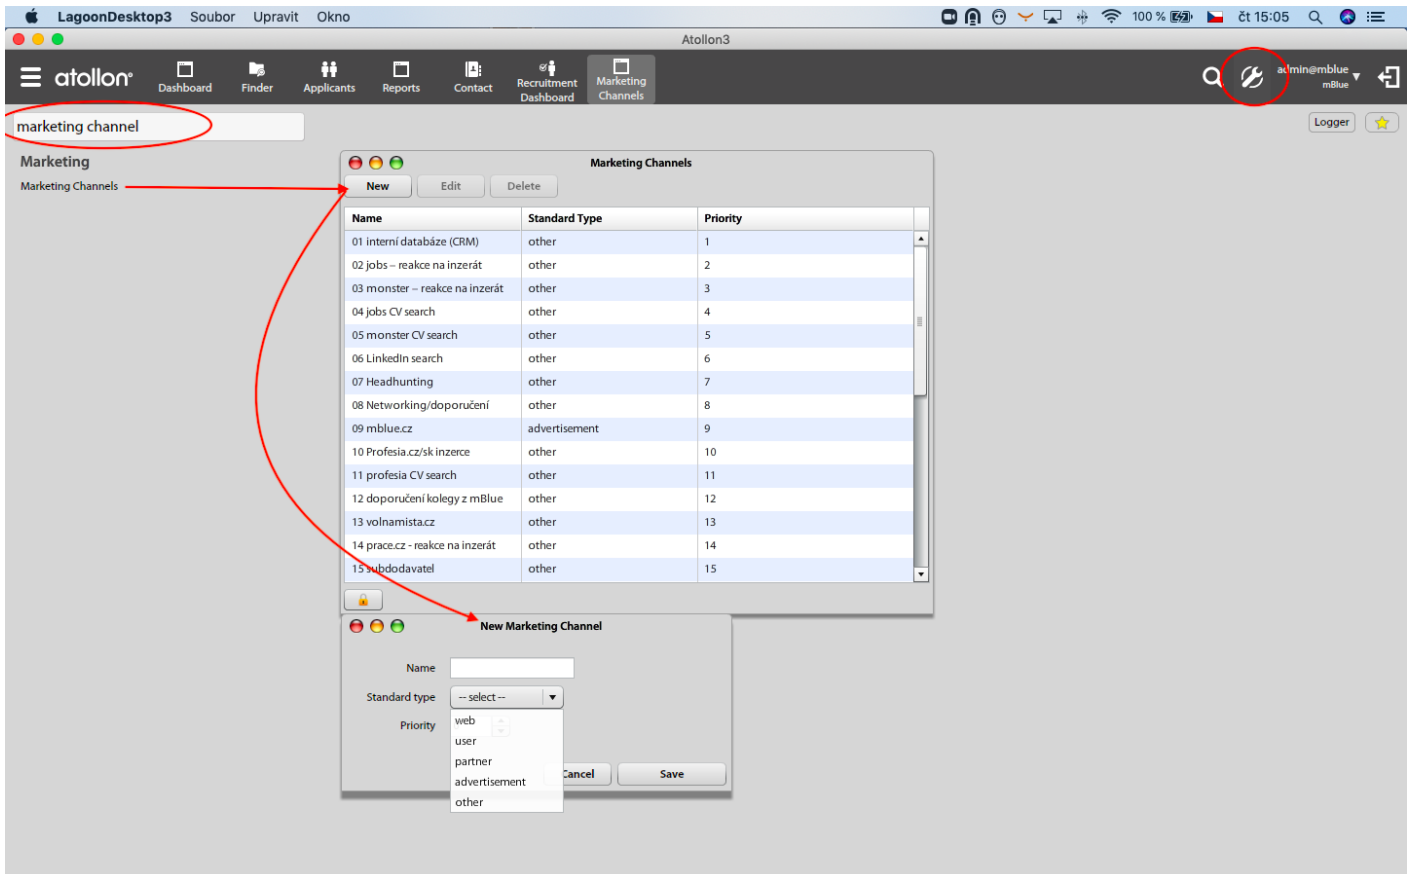 LagoonDesktop3 Soubor Upravit Okno 100 % čt 15:05
Atollon3
atollon
Dashboard Finder Applicants Reports Contact Recruitment Dashboard Marketing Channels admin@mblue mBlue
marketing channel
Logger
Marketing
Marketing Channels
Marketing Channels
New Edit Delete
Name Standard Type Priority
01 interní databáze (CRM) other 1
02 jobs – reakce na inzerát other 2
03 monster – reakce na inzerát other 3
04 jobs CV search other 4
05 monster CV search other 5
06 LinkedIn search other 6
07 Headhunting other 7
08 Networking/doporučení other 8
09 mblue.cz advertisement 9
10 Profesia.cz/sk inzerce other 10
11 profesia CV search other 11
12 doporučení kolegy z mBlue other 12
13 volnamista.cz other 13
14 prace.cz - reakce na inzerát other 14
15 subdodavatel other 15
New Marketing Channel
Name
Standard type -- select --
Priority
web
user
partner
advertisement
other
Cancel Save